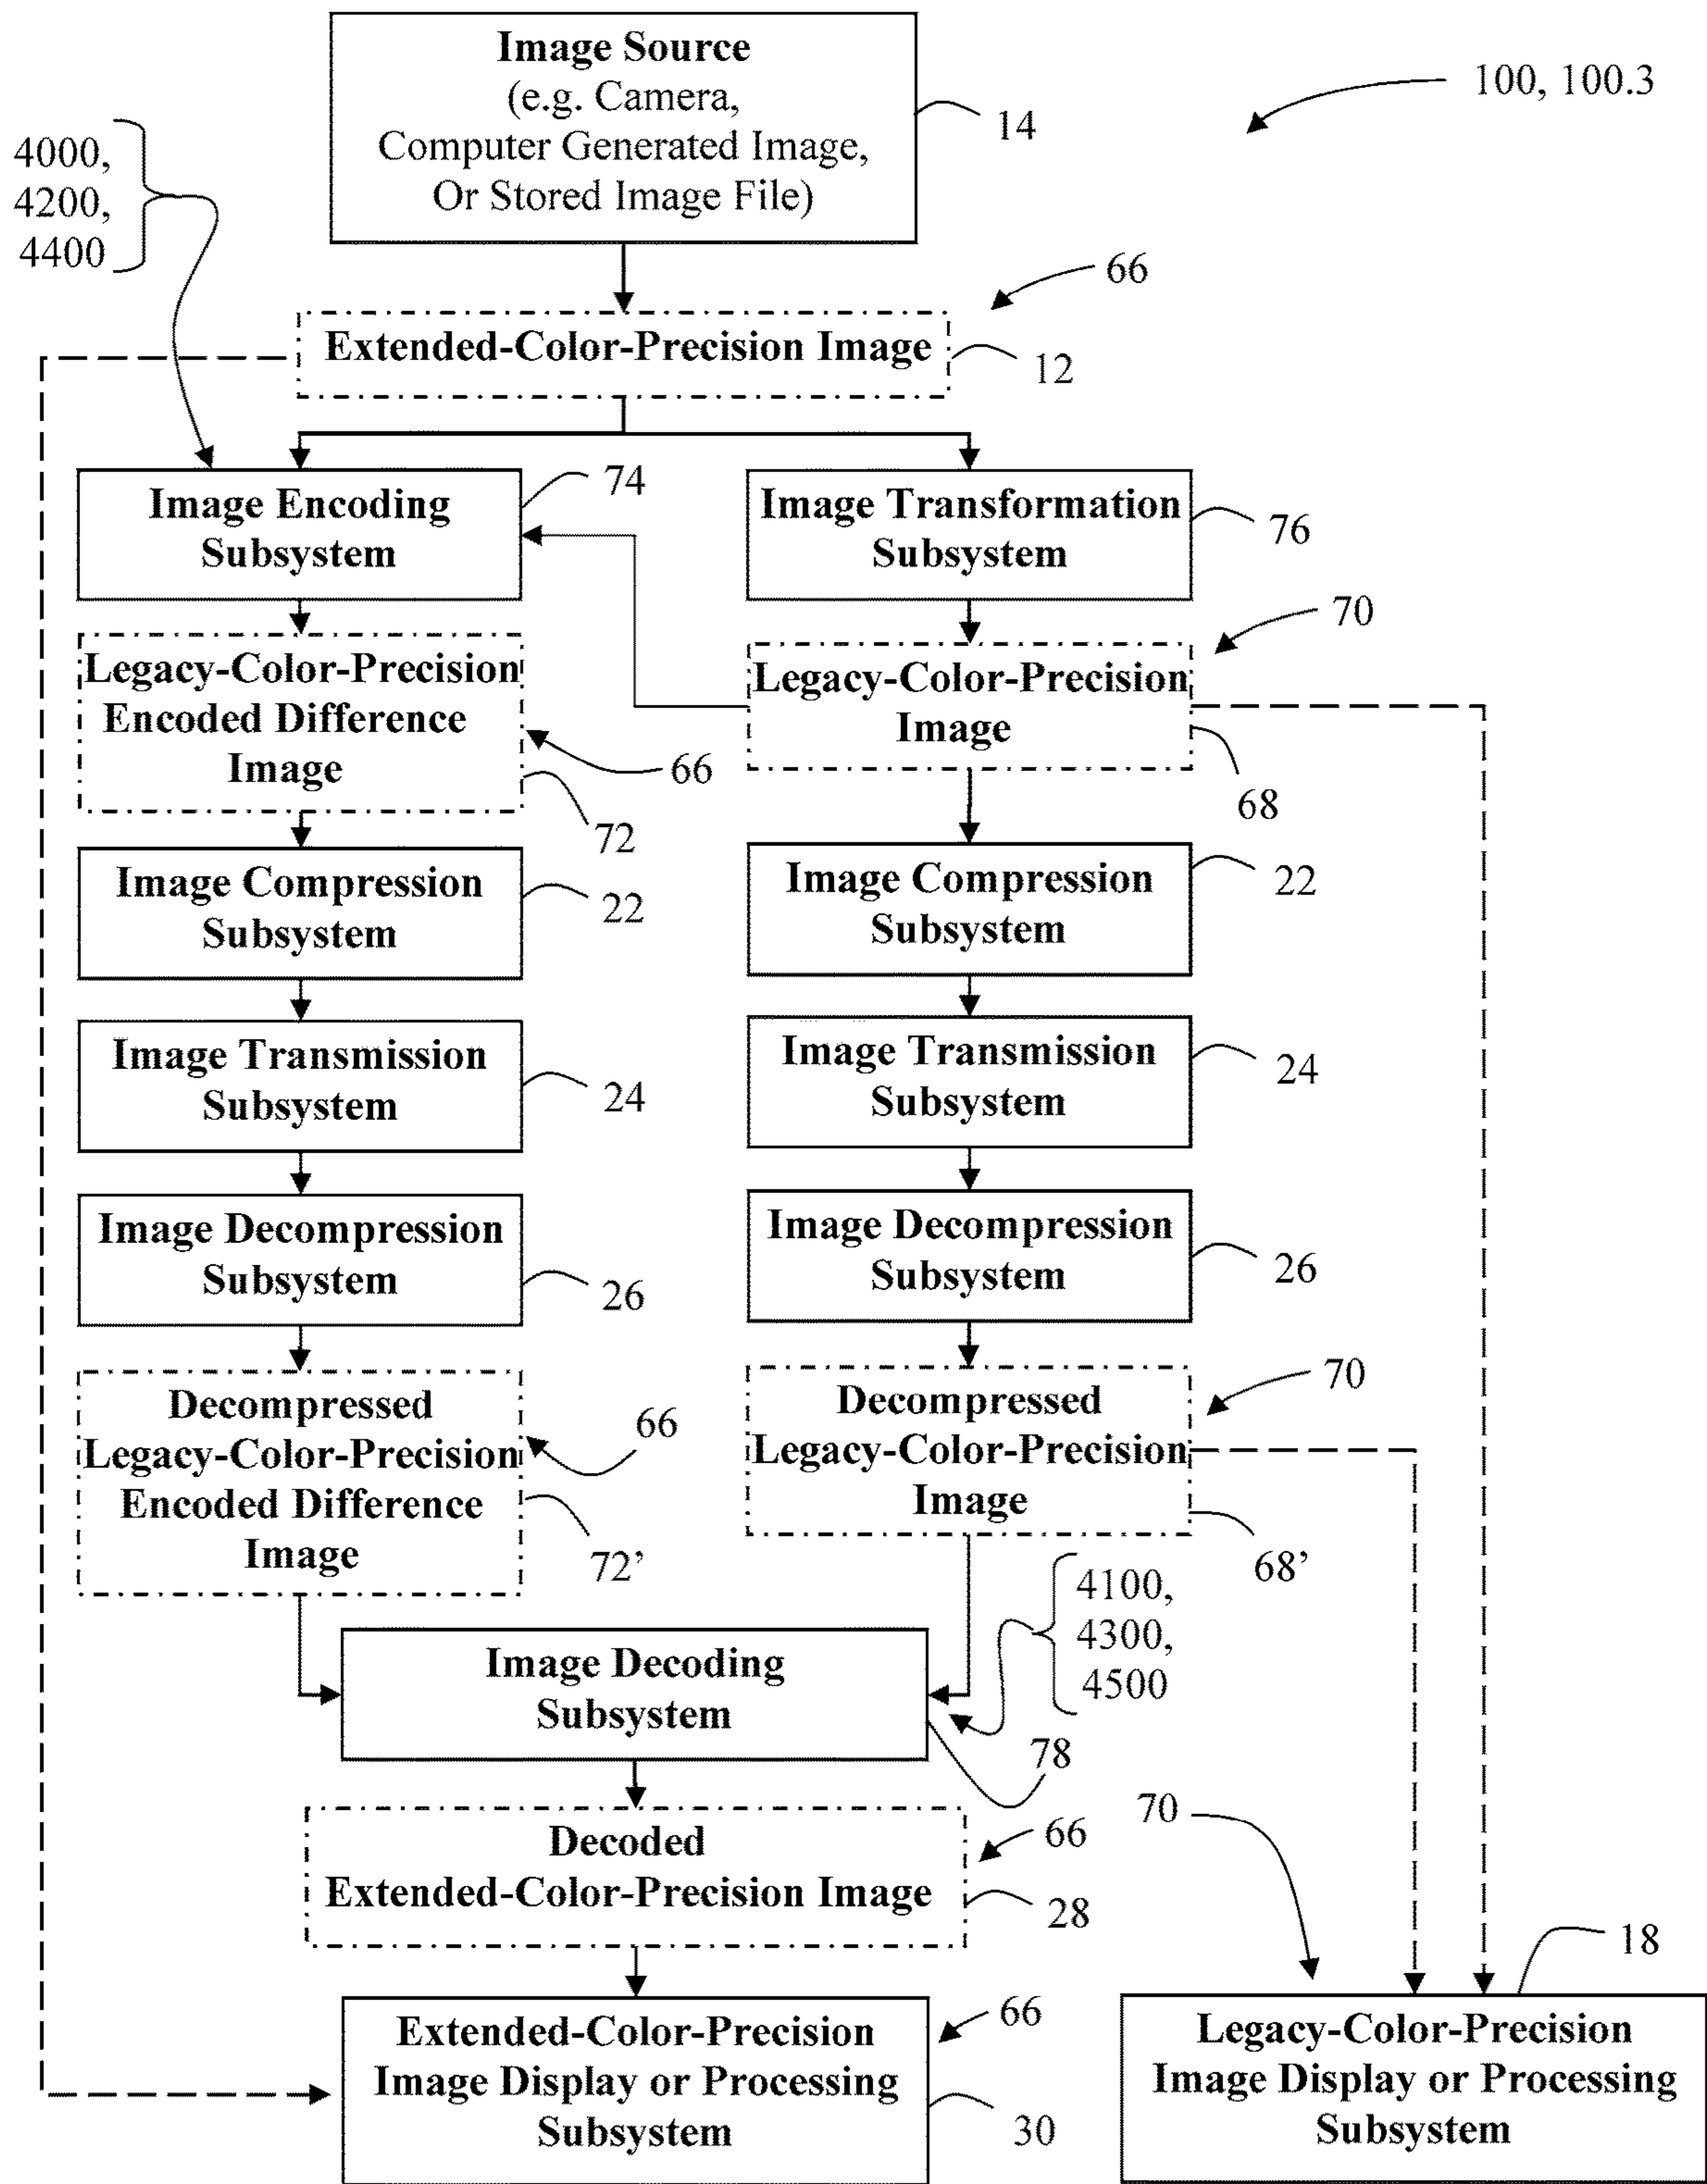 Image Source
(e.g. Camera,
Computer Generated Image,
Or Stored Image File)
14
100, 100.3
4000,
4200,
4400
66
Extended-Color-Precision Image
12
Image Encoding
Subsystem
74
Image Transformation
Subsystem
76
70
Legacy-Color-Precision
Encoded Difference
Image
66
72
Legacy-Color-Precision
Image
68
Image Compression
Subsystem
22
Image Compression
Subsystem
22
Image Transmission
Subsystem
24
Image Transmission
Subsystem
24
Image Decompression
Subsystem
26
Image Decompression
Subsystem
26
Decompressed
Legacy-Color-Precision
Encoded Difference
Image
66
72’
Decompressed
Legacy-Color-Precision
Image
70
68’
4100,
4300,
4500
Image Decoding
Subsystem
78
Decoded
Extended-Color-Precision Image
66
28
70
18
Extended-Color-Precision
Image Display or Processing
Subsystem
66
30
Legacy-Color-Precision
Image Display or Processing
Subsystem